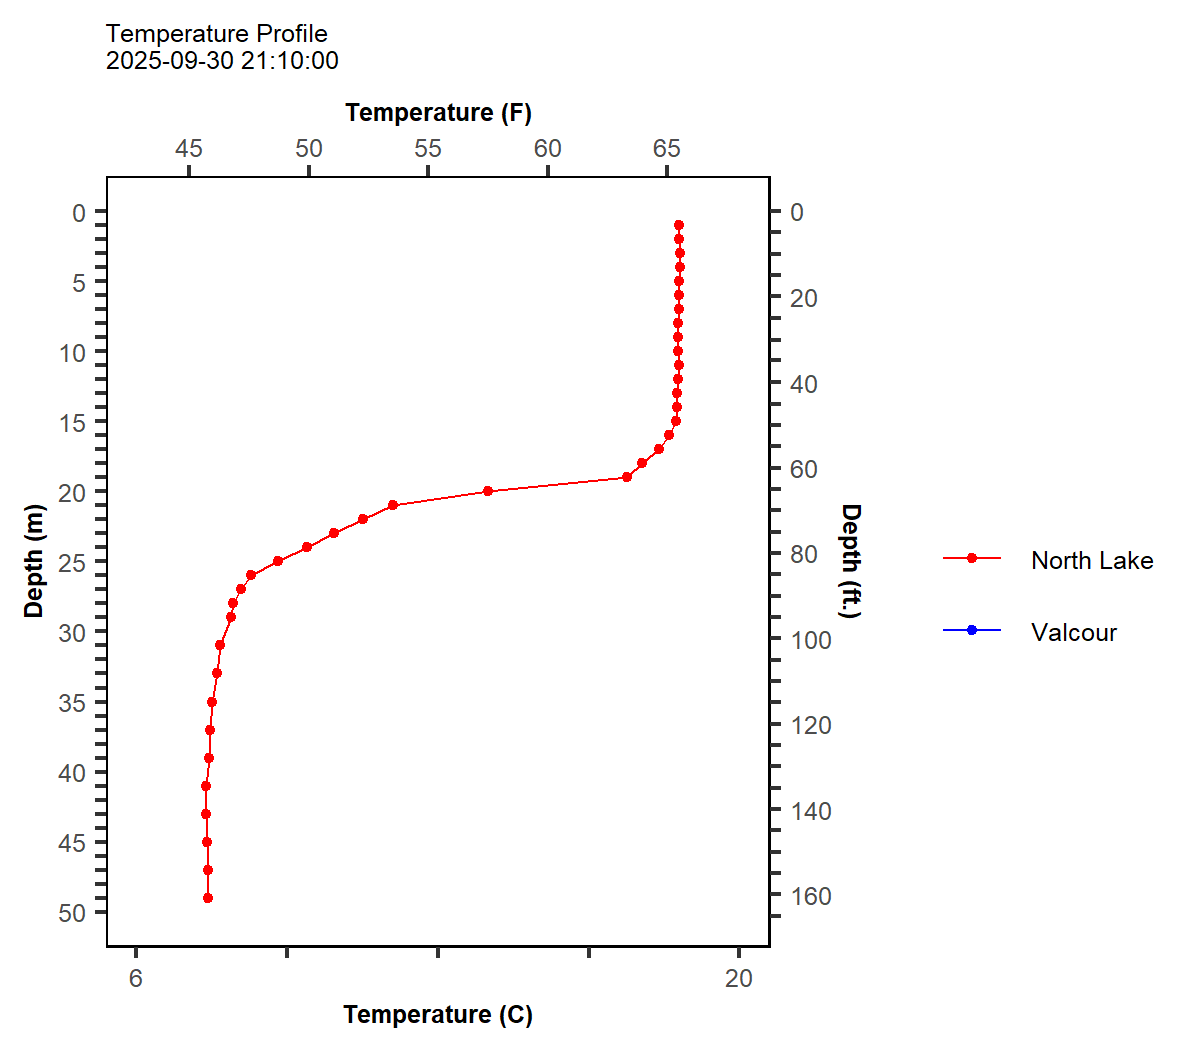 Temperature Profile
2025-09-30 21:10:00
Temperature (F)
45 50 55 60 65
0 0
5
20
10
40
15
60
20
80
25
30
100
35
120
40
140
45
160
50
Depth (m)
Depth (ft.)
North Lake
Valcour
6 20
Temperature (C)